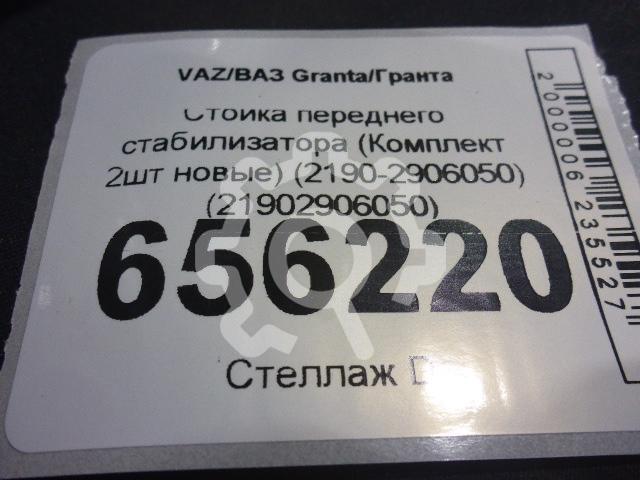 VAZ/ВАЗ Granta/Гранта
Стойка переднего
стабилизатора (Комплект
2шт новые) (2190-2906050)
(21902906050)
656220
Стеллаж
2000006235527